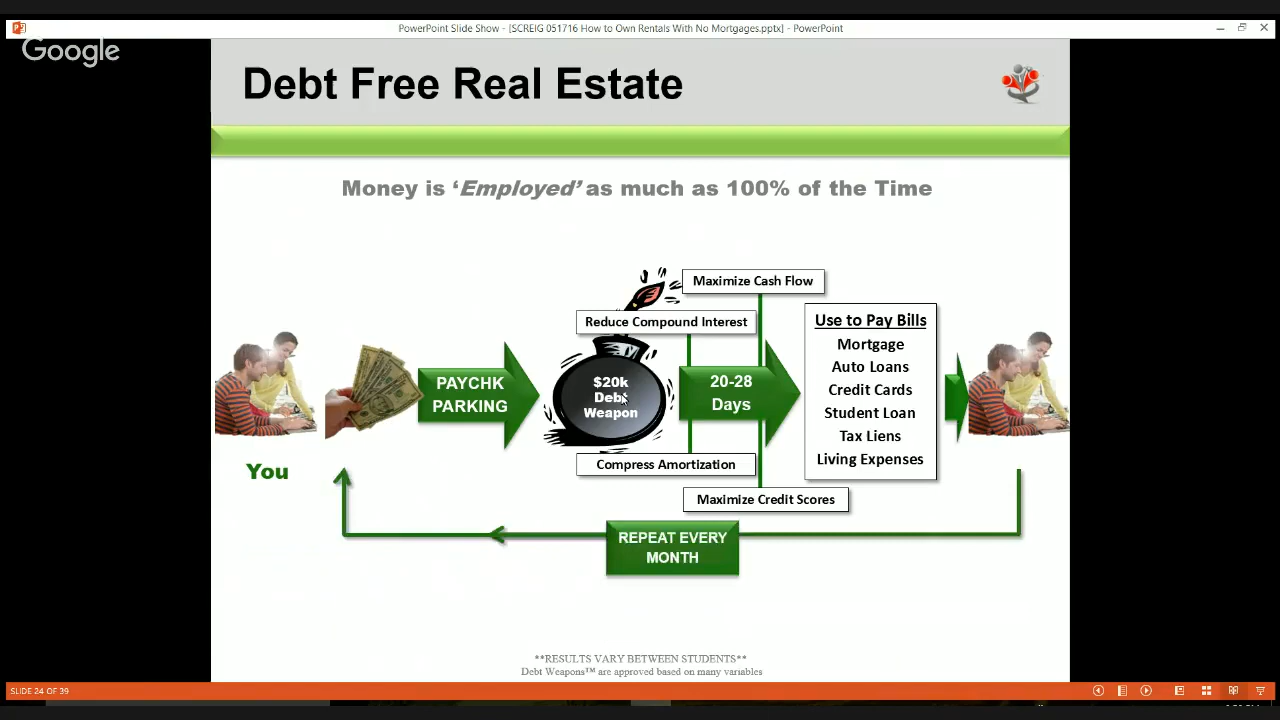 PowerPoint Slide Show - [SCREIG 051716 How to Own Rentals With No Mortgages.pptx] - PowerPoint
Google
Debt Free Real Estate
Money is ‘Employed’ as much as 100% of the Time
Maximize Cash Flow
Reduce Compound Interest
PAYCHK
PARKING
$20k
Debt
Weapon
20-28
Days
Use to Pay Bills
Mortgage
Auto Loans
Credit Cards
Student Loan
Tax Liens
Living Expenses
Compress Amortization
Maximize Credit Scores
You
REPEAT EVERY
MONTH
**RESULTS VARY BETWEEN STUDENTS**
Debt Weapons™ are approved based on many variables
SLIDE 24 OF 39